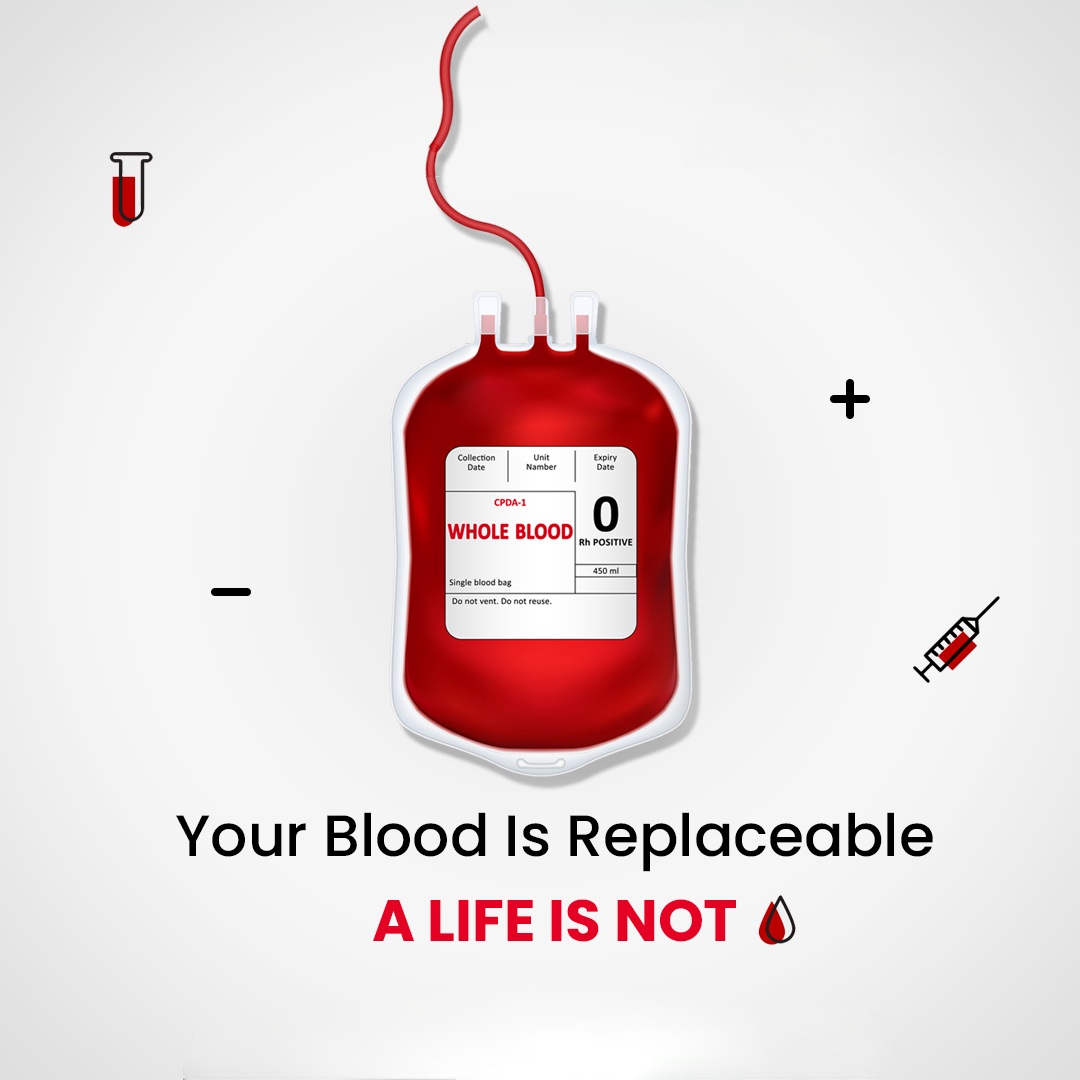 Collection Date
Unit Namber
Expiry Date
CPDA-1
WHOLE BLOOD
0
Rh POSITIVE
450 ml
Single blood bag
Do not vent. Do not reuse.
Your Blood Is Replaceable
A LIFE IS NOT